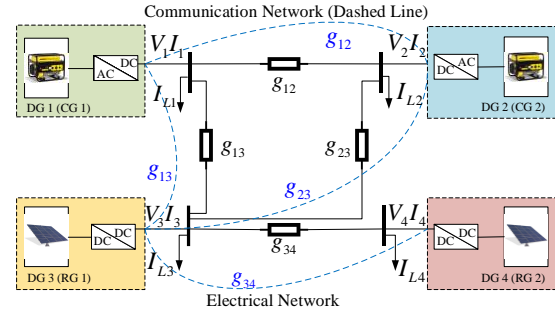 Communication Network (Dashed Line)
g12
V1I1
V2I2
DC
AC
DG 1 (CG 1)
g12
AC
DC
DG 2 (CG 2)
IL1
IL2
g13
g23
g13
g23
V3I3
V4I4
DC
DC
DG 3 (RG 1)
g34
DC
DC
DG 4 (RG 2)
IL3
IL4
g34
Electrical Network